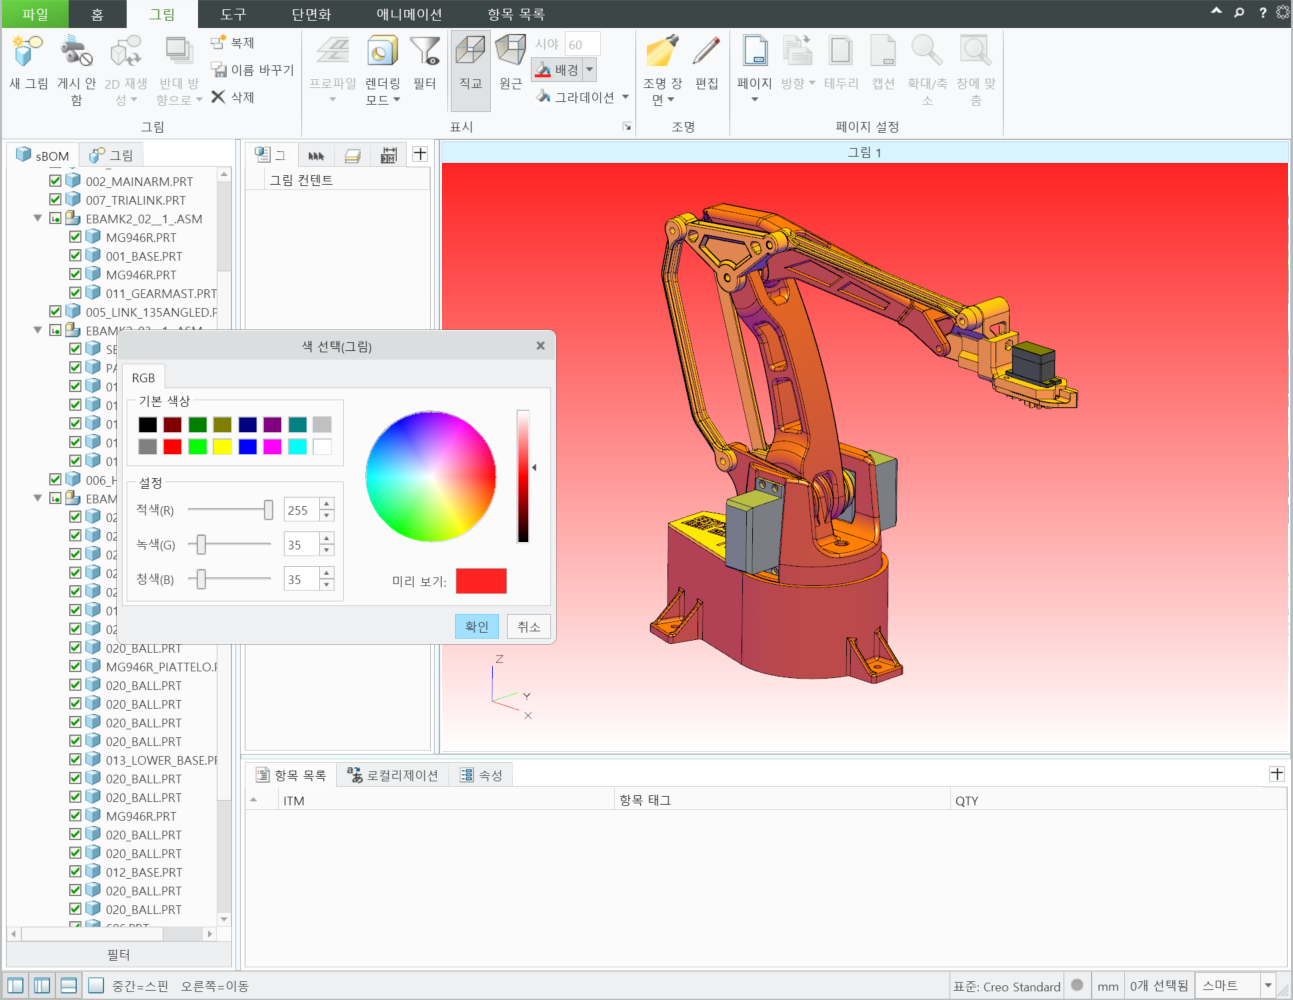 파일 홈 그림 도구 단면화 애니메이션 항목 목록
새 그림
게시 안함
2D 재생성
반대 방향으로
복제
이름 바꾸기
삭제
그림
프로파일
렌더링 모드
필터
직교
원근
시야 60
배경
그라데이션
표시
조명 장면
편집
조명
페이지
방향
테두리
캡션
확대/축소
창에 맞춤
페이지 설정
sBOM 그림
002_MAINARM.PRT
007_TRIALINK.PRT
EBAMK2_02__1_.ASM
MG946R.PRT
001_BASE.PRT
MG946R.PRT
011_GEARMAST.PRT
005_LINK_135ANGLED.P
EBAMK2_03__1_.ASM
SE
PA
01
01
01
01
01
006_H
EBAM
02
02
02
02
02
01
02
020_BALL.PRT
MG946R_PIATTELO.F
020_BALL.PRT
020_BALL.PRT
020_BALL.PRT
020_BALL.PRT
013_LOWER_BASE.PF
020_BALL.PRT
020_BALL.PRT
MG946R.PRT
020_BALL.PRT
020_BALL.PRT
012_BASE.PRT
020_BALL.PRT
020_BALL.PRT
필터
그
그림 컨텐트
그림 1
Z
Y
X
색 선택(그림)
RGB
기본 색상
설정
적색(R) 255
녹색(G) 35
청색(B) 35
미리 보기:
확인 취소
항목 목록 로컬리제이션 속성
ITM 항목 태그 QTY
중간=스핀 오른쪽=이동 표준: Creo Standard mm 0개 선택됨 스마트